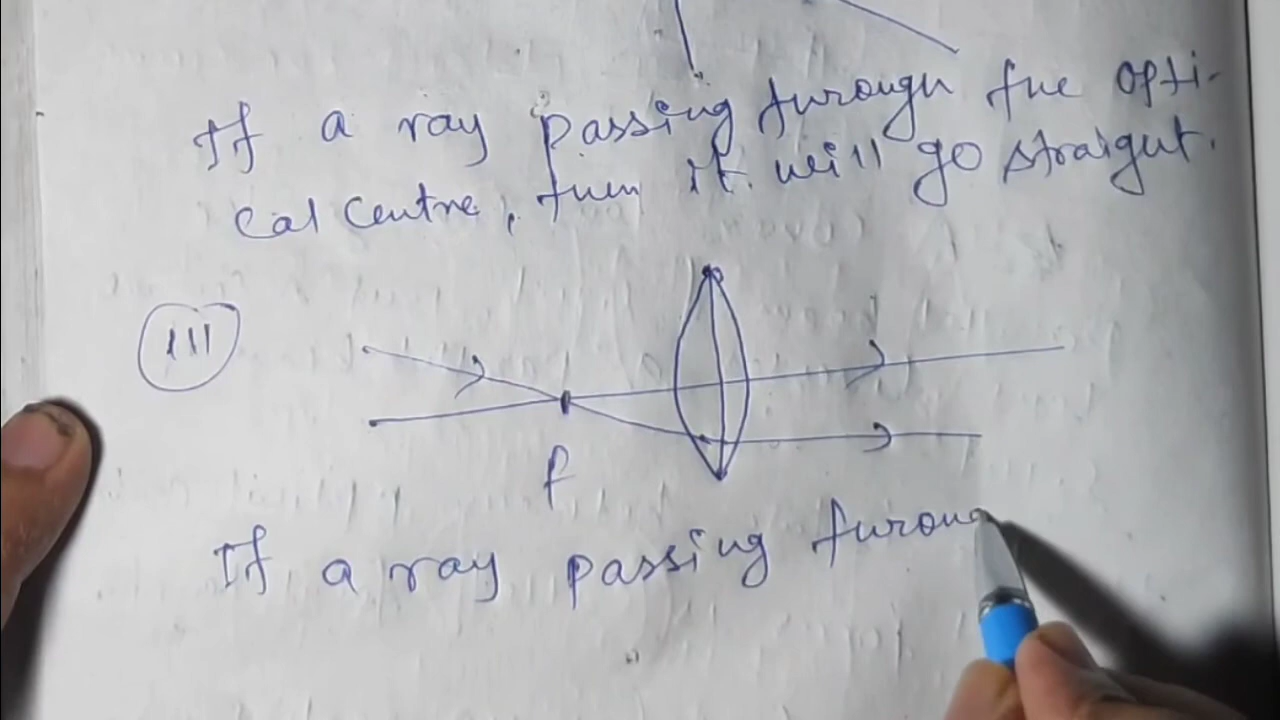 If a ray passing through the opti-
cal centre, then it will go straight.
III
f
If a ray passing throug